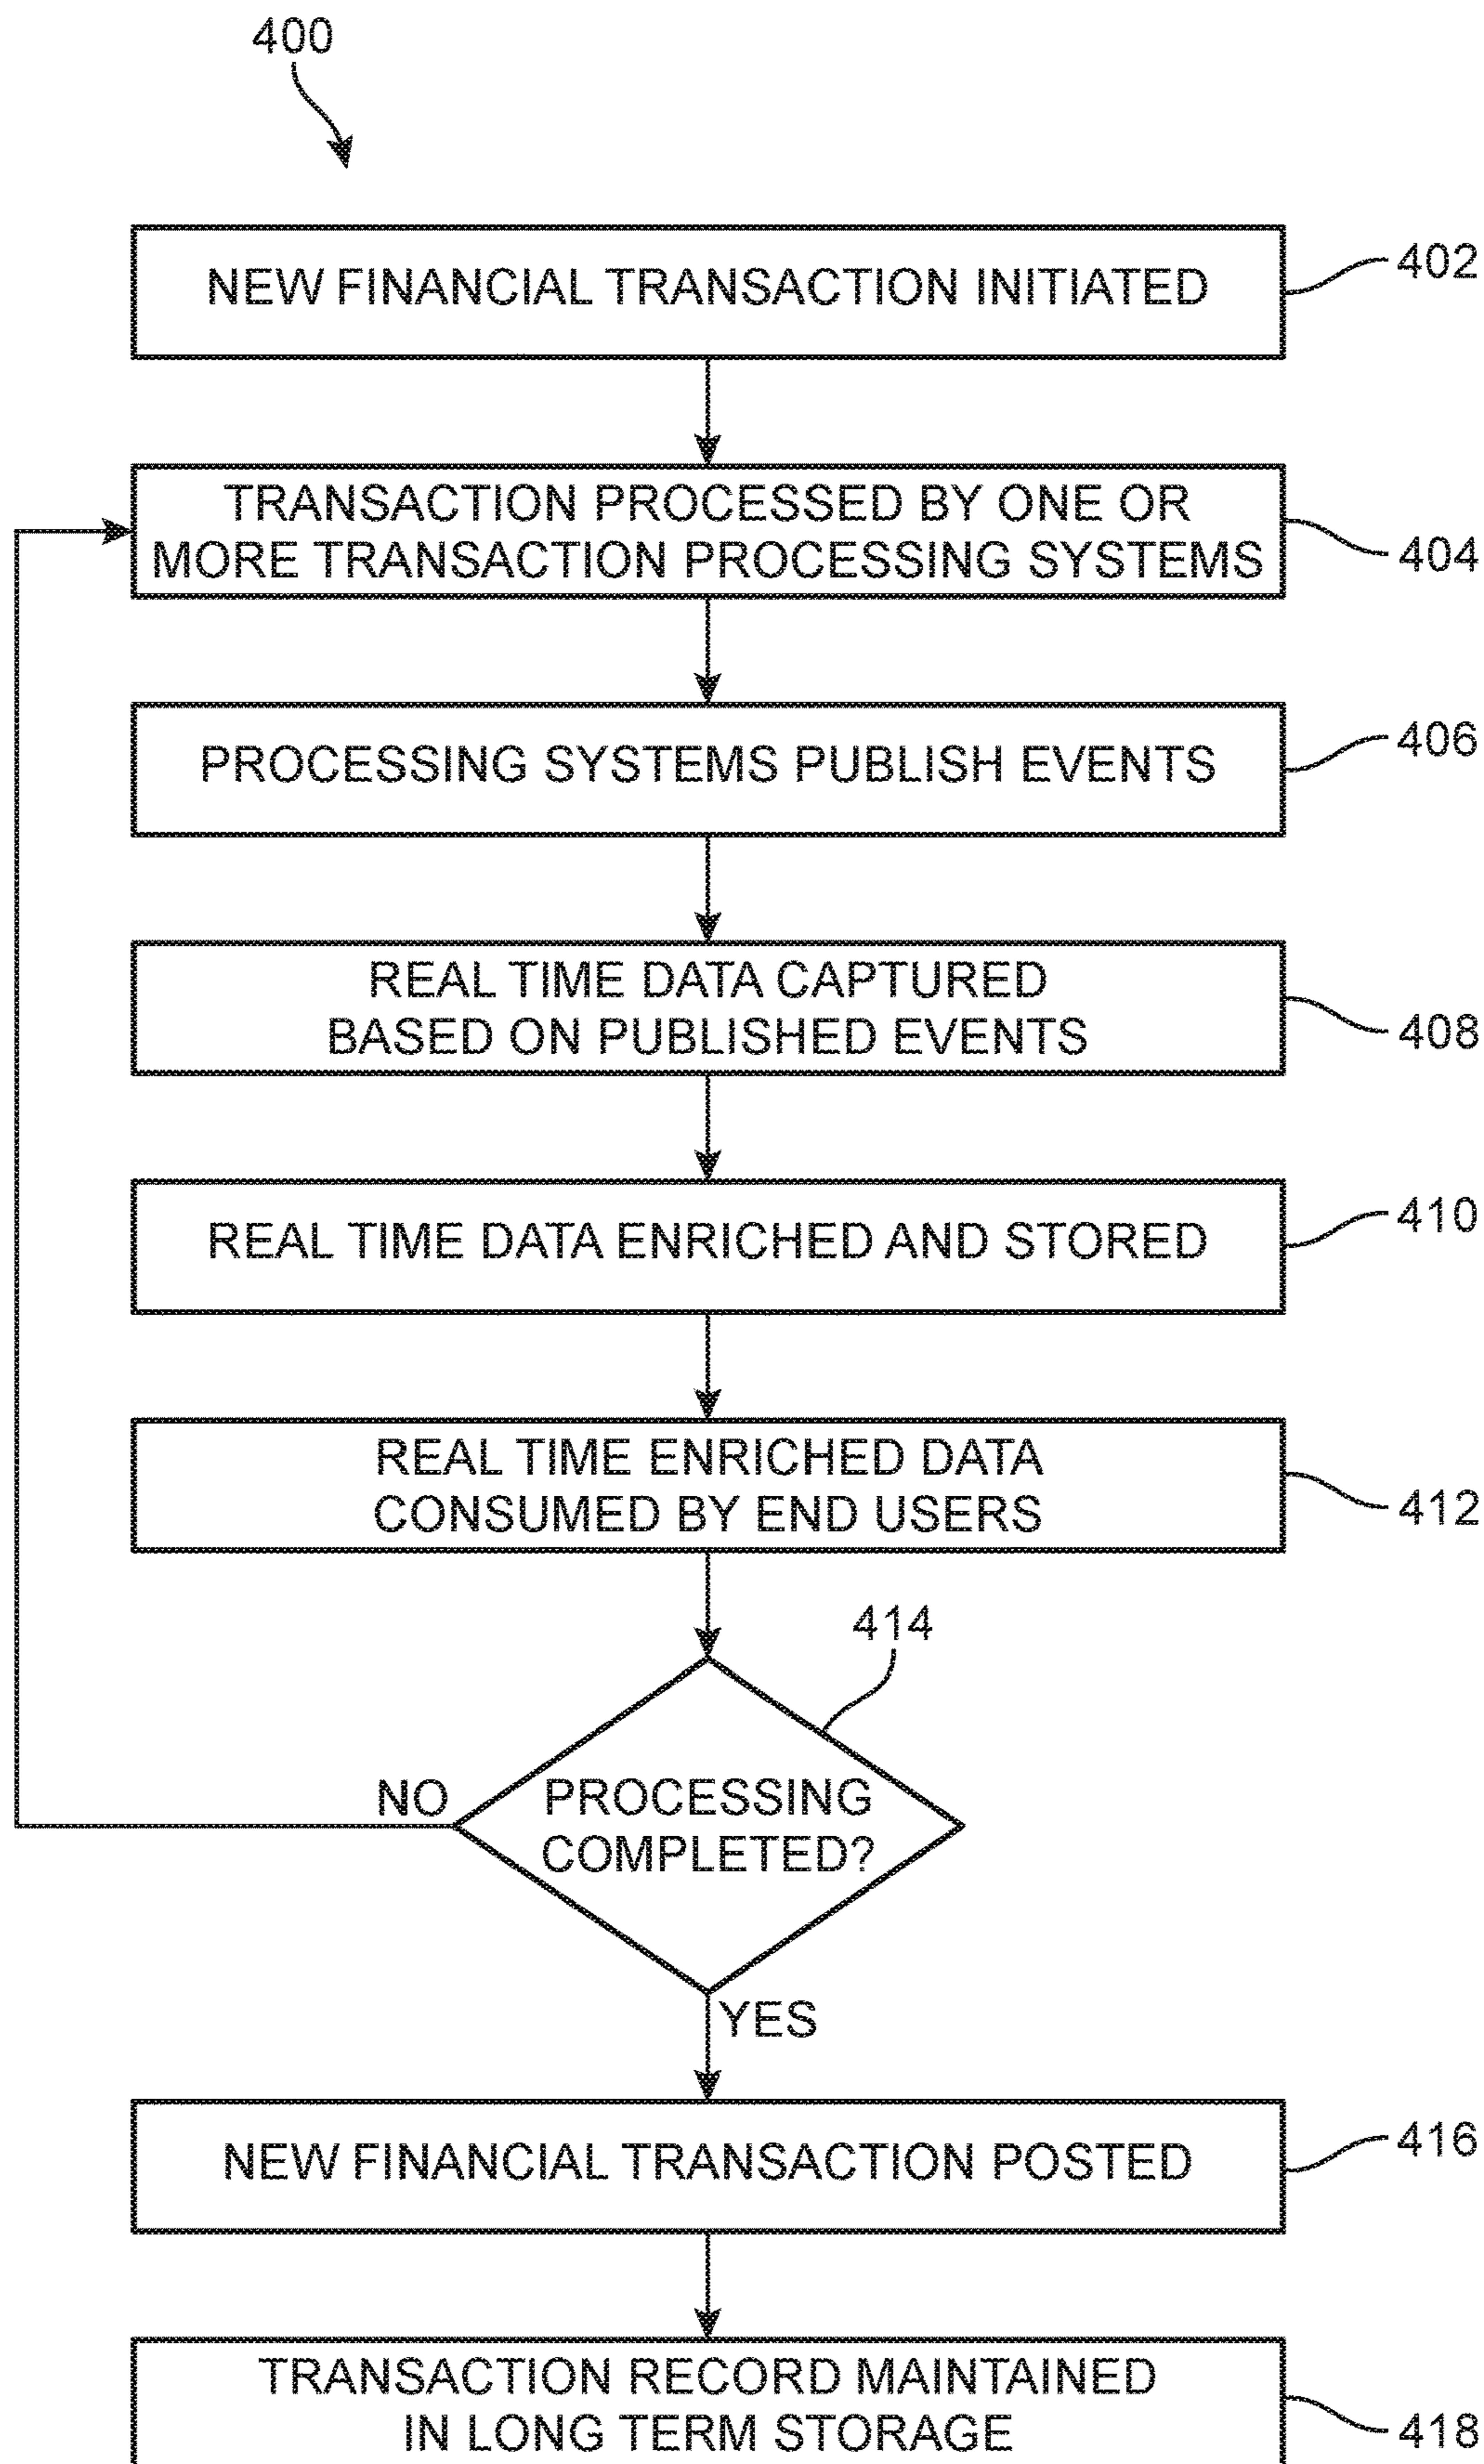 400
NEW FINANCIAL TRANSACTION INITIATED
402
TRANSACTION PROCESSED BY ONE OR
MORE TRANSACTION PROCESSING SYSTEMS
404
PROCESSING SYSTEMS PUBLISH EVENTS
406
REAL TIME DATA CAPTURED
BASED ON PUBLISHED EVENTS
408
REAL TIME DATA ENRICHED AND STORED
410
REAL TIME ENRICHED DATA
CONSUMED BY END USERS
412
414
NO
PROCESSING
COMPLETED?
YES
NEW FINANCIAL TRANSACTION POSTED
416
TRANSACTION RECORD MAINTAINED
IN LONG TERM STORAGE
418